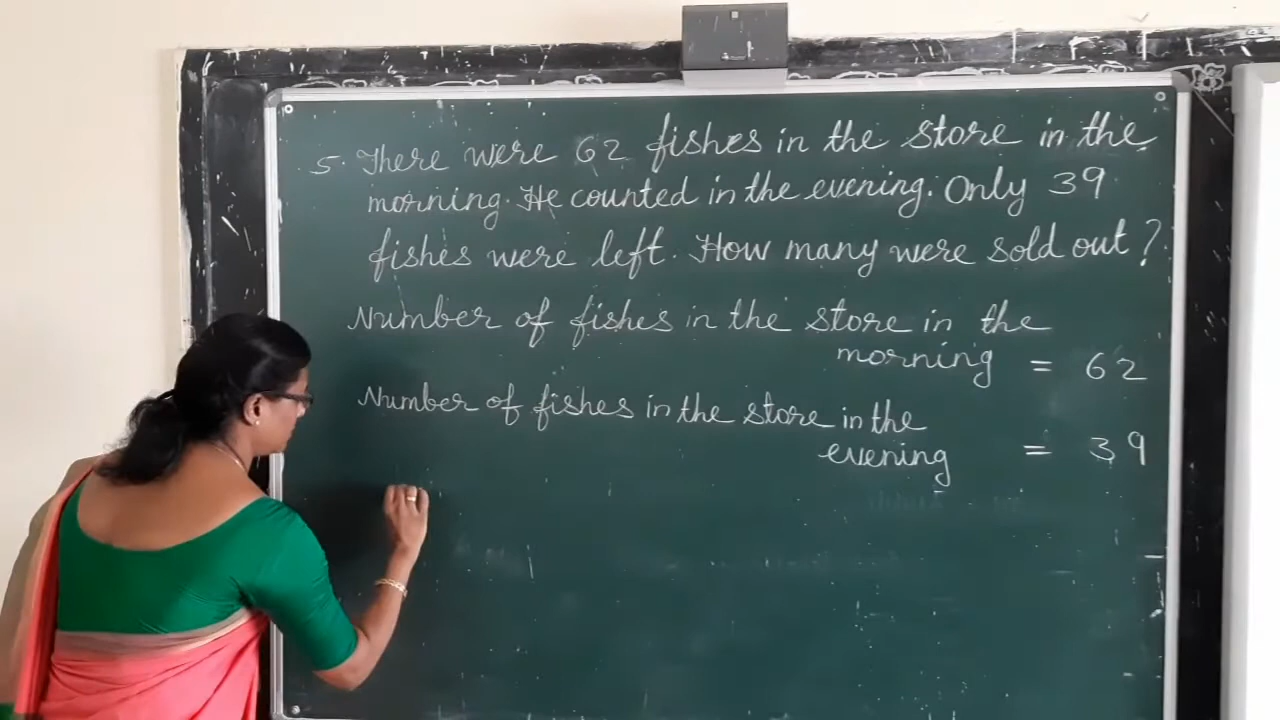 5. There were 62 fishes in the store in the
morning. He counted in the evening. Only 39
fishes were left. How many were sold out?
Number of fishes in the store in the
morning = 62
Number of fishes in the store in the
evening = 39